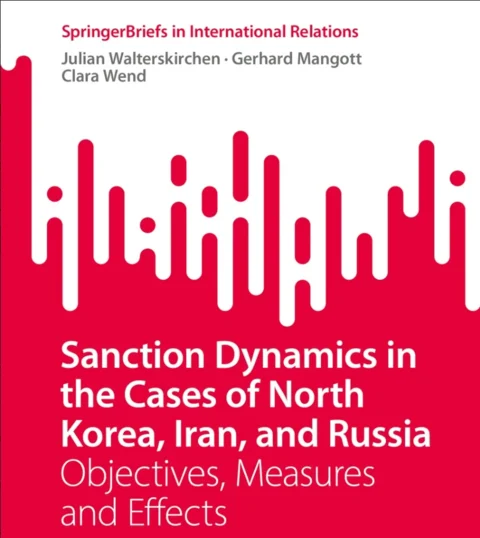 SpringerBriefs in International Relations
Julian Walterskirchen · Gerhard Mangott
Clara Wend
Sanction Dynamics in
the Cases of North
Korea, Iran, and Russia
Objectives, Measures
and Effects